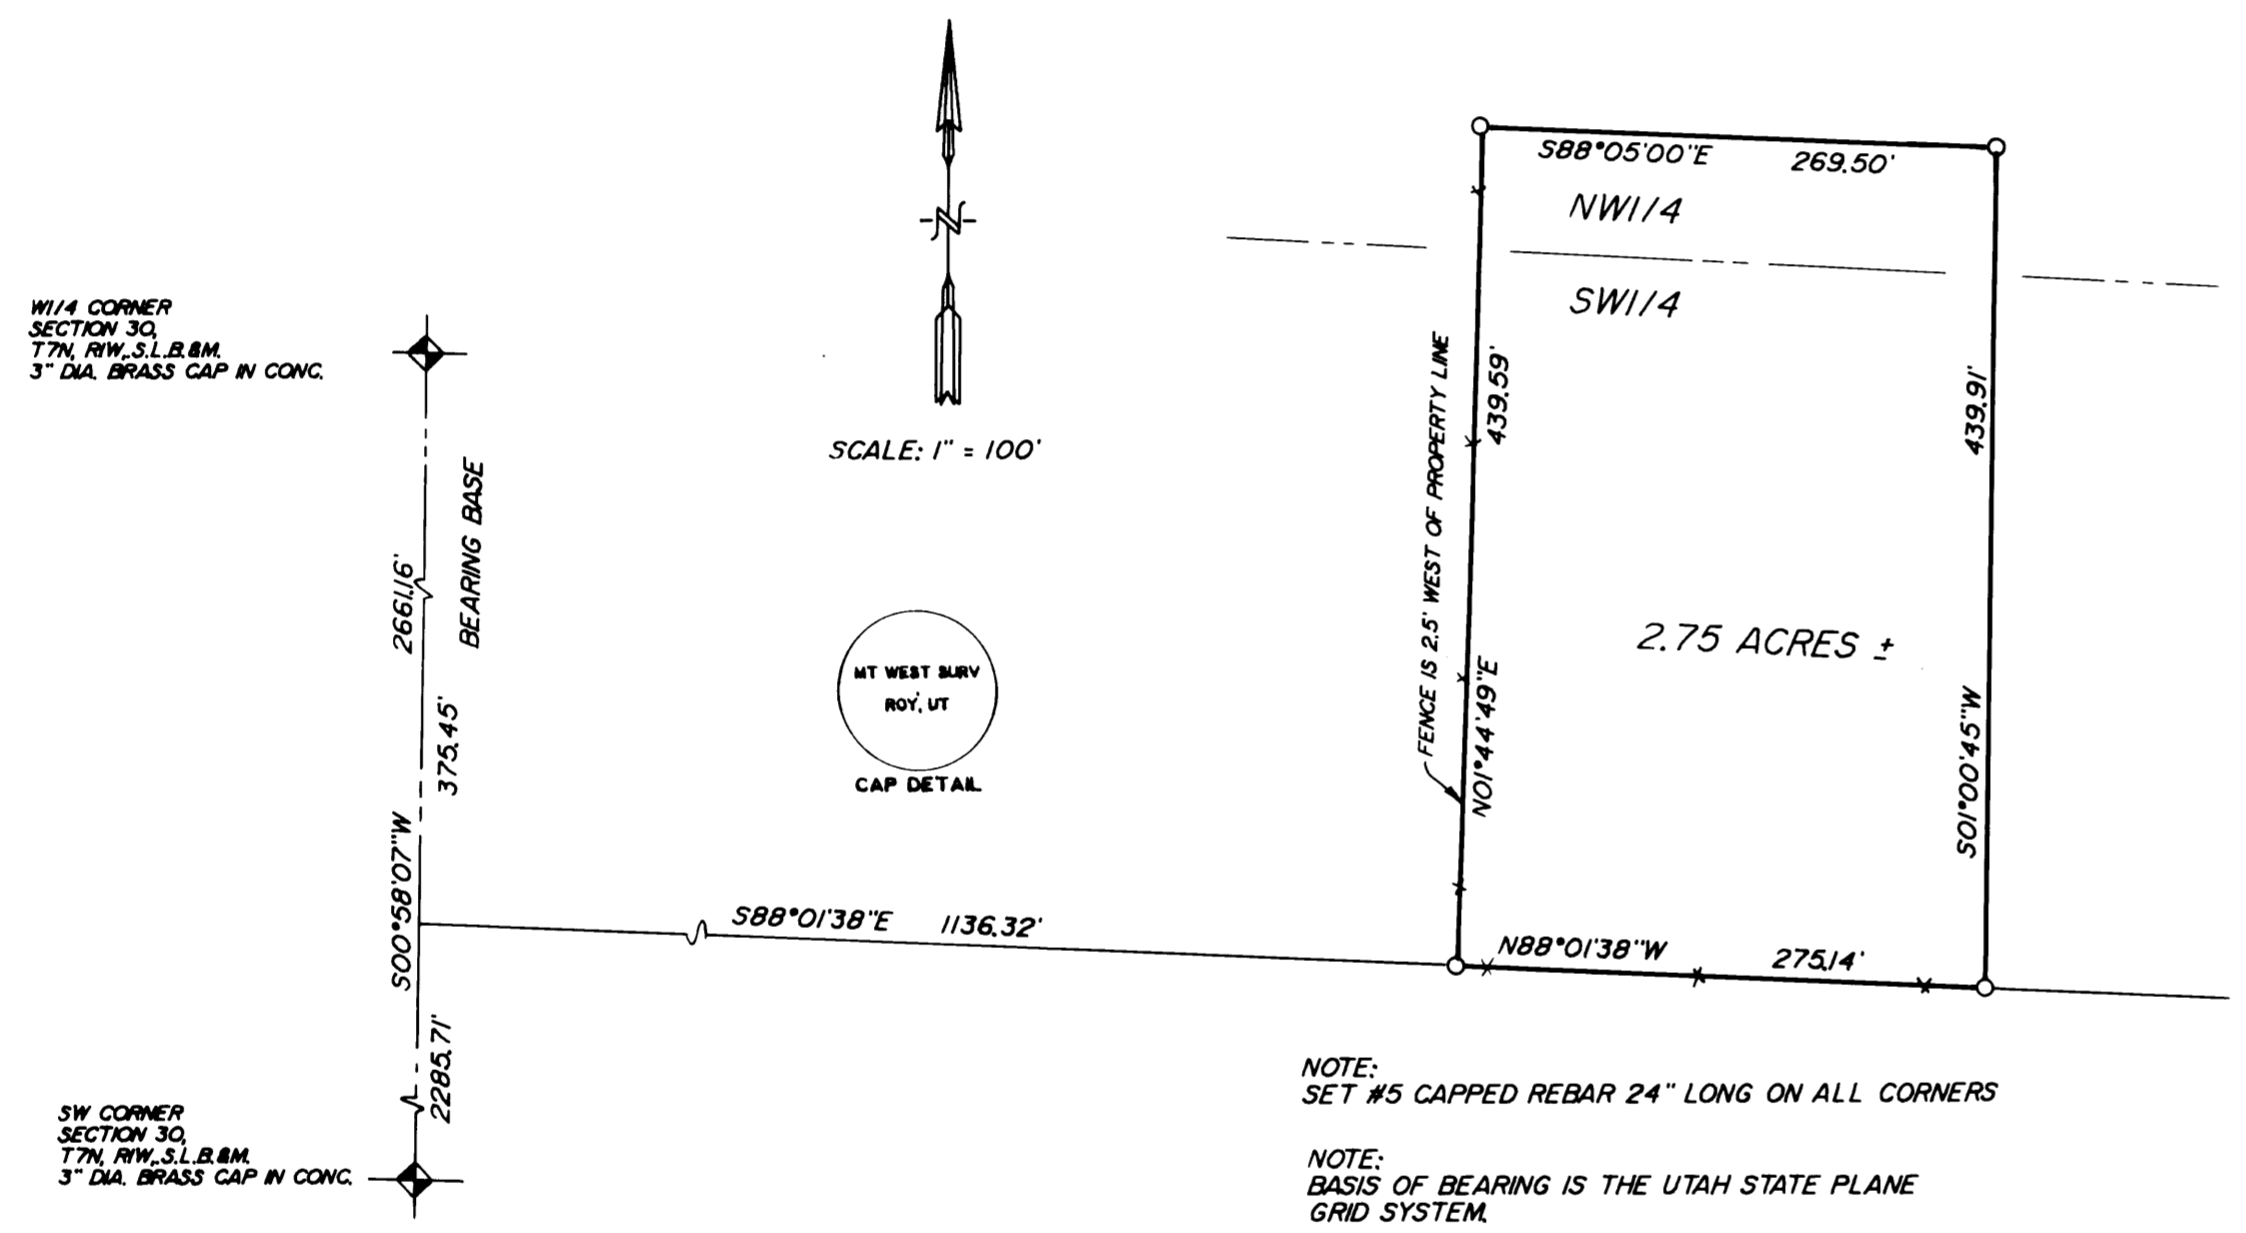 S88°05'00"E 269.50'
NW1/4
N
W1/4 CORNER
SECTION 30,
T7N, R1W, S.L.B.&M.
3" DIA. BRASS CAP IN CONC.
SW1/4
SCALE: 1" = 100'
BEARING BASE
2661.16'
375.45'
S00°58'07"W
2285.71'
FENCE IS 2.5' WEST OF PROPERTY LINE
439.59'
N01°44'49"E
439.91'
S01°00'45"W
2.75 ACRES ±
MT WEST SURV
ROY, UT
CAP DETAIL
S88°01'38"E 1136.32'
N88°01'38"W 275.14'
NOTE:
SET #5 CAPPED REBAR 24" LONG ON ALL CORNERS
SW CORNER
SECTION 30,
T7N, R1W, S.L.B.&M.
3" DIA. BRASS CAP IN CONC.
NOTE:
BASIS OF BEARING IS THE UTAH STATE PLANE
GRID SYSTEM.